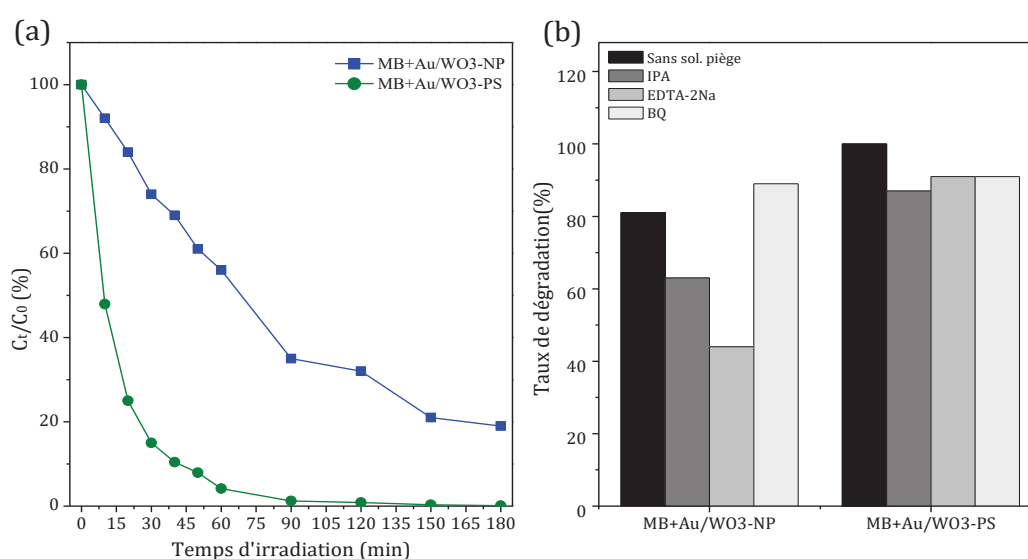 (a)
MB+Au/WO3-NP
MB+Au/WO3-PS
100
80
60
40
20
0
Ct/C0 (%)
0 15 30 45 60 75 90 105 120 135 150 165 180
Temps d'irradiation (min)
(b)
Sans sol. piège
IPA
EDTA-2Na
BQ
120
100
80
60
40
20
0
Taux de dégradation(%)
MB+Au/WO3-NP MB+Au/WO3-PS